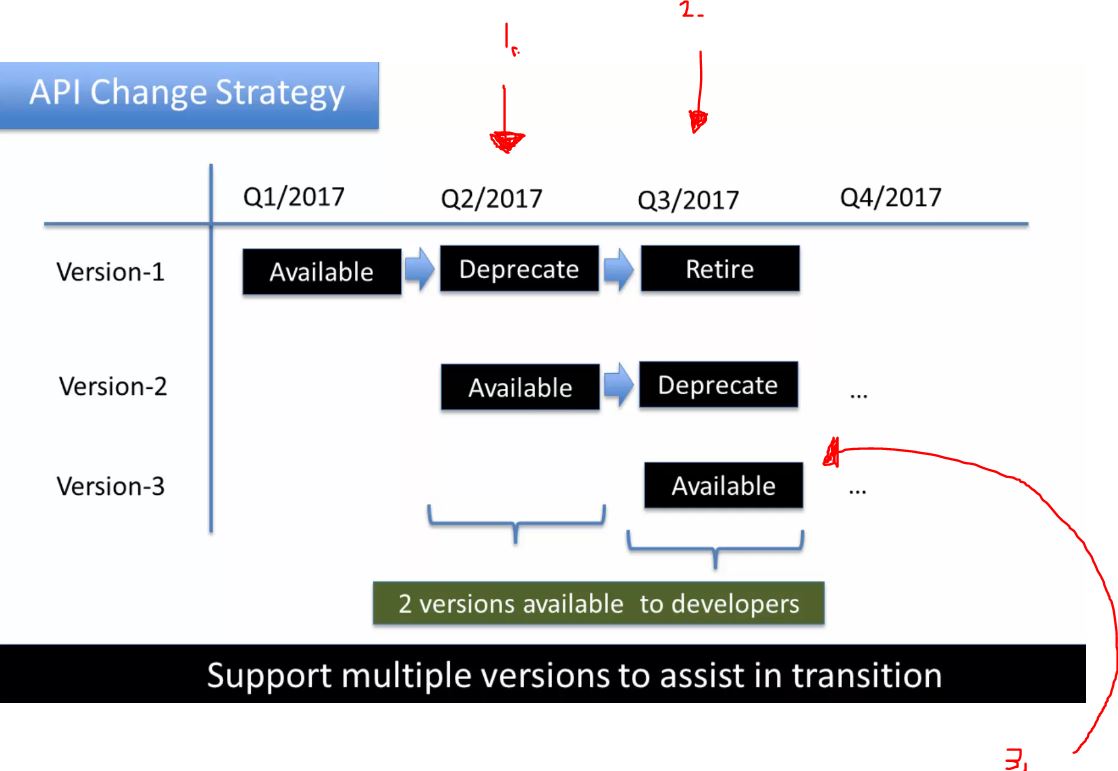 1.
2.
API Change Strategy
Q1/2017 Q2/2017 Q3/2017 Q4/2017
Version-1 Available Deprecate Retire
Version-2 Available Deprecate ...
Version-3 Available ...
2 versions available to developers
Support multiple versions to assist in transition
3.